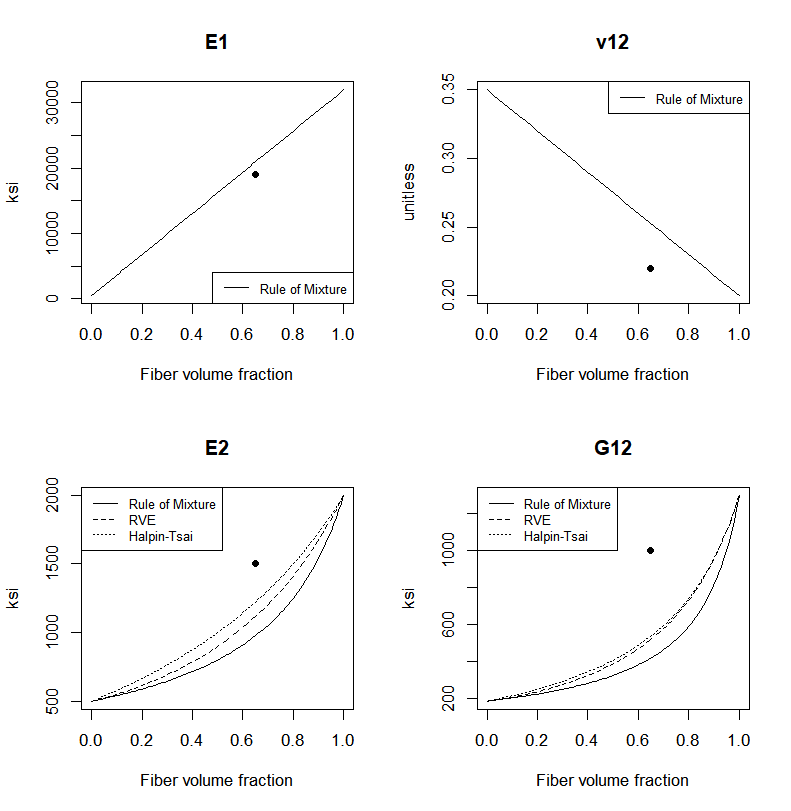 E1
ksi
0
10000
20000
30000
Rule of Mixture
0.0 0.2 0.4 0.6 0.8 1.0
Fiber volume fraction
v12
unitless
0.20
0.25
0.30
0.35
Rule of Mixture
0.0 0.2 0.4 0.6 0.8 1.0
Fiber volume fraction
E2
ksi
500
1000
1500
2000
Rule of Mixture
RVE
Halpin-Tsai
0.0 0.2 0.4 0.6 0.8 1.0
Fiber volume fraction
G12
ksi
200
600
1000
Rule of Mixture
RVE
Halpin-Tsai
0.0 0.2 0.4 0.6 0.8 1.0
Fiber volume fraction